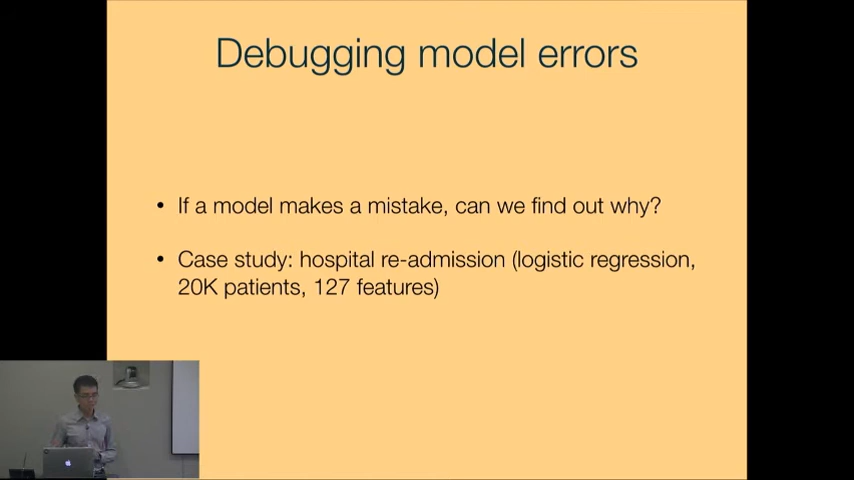 Debugging model errors
• If a model makes a mistake, can we find out why?
• Case study: hospital re-admission (logistic regression,
20K patients, 127 features)